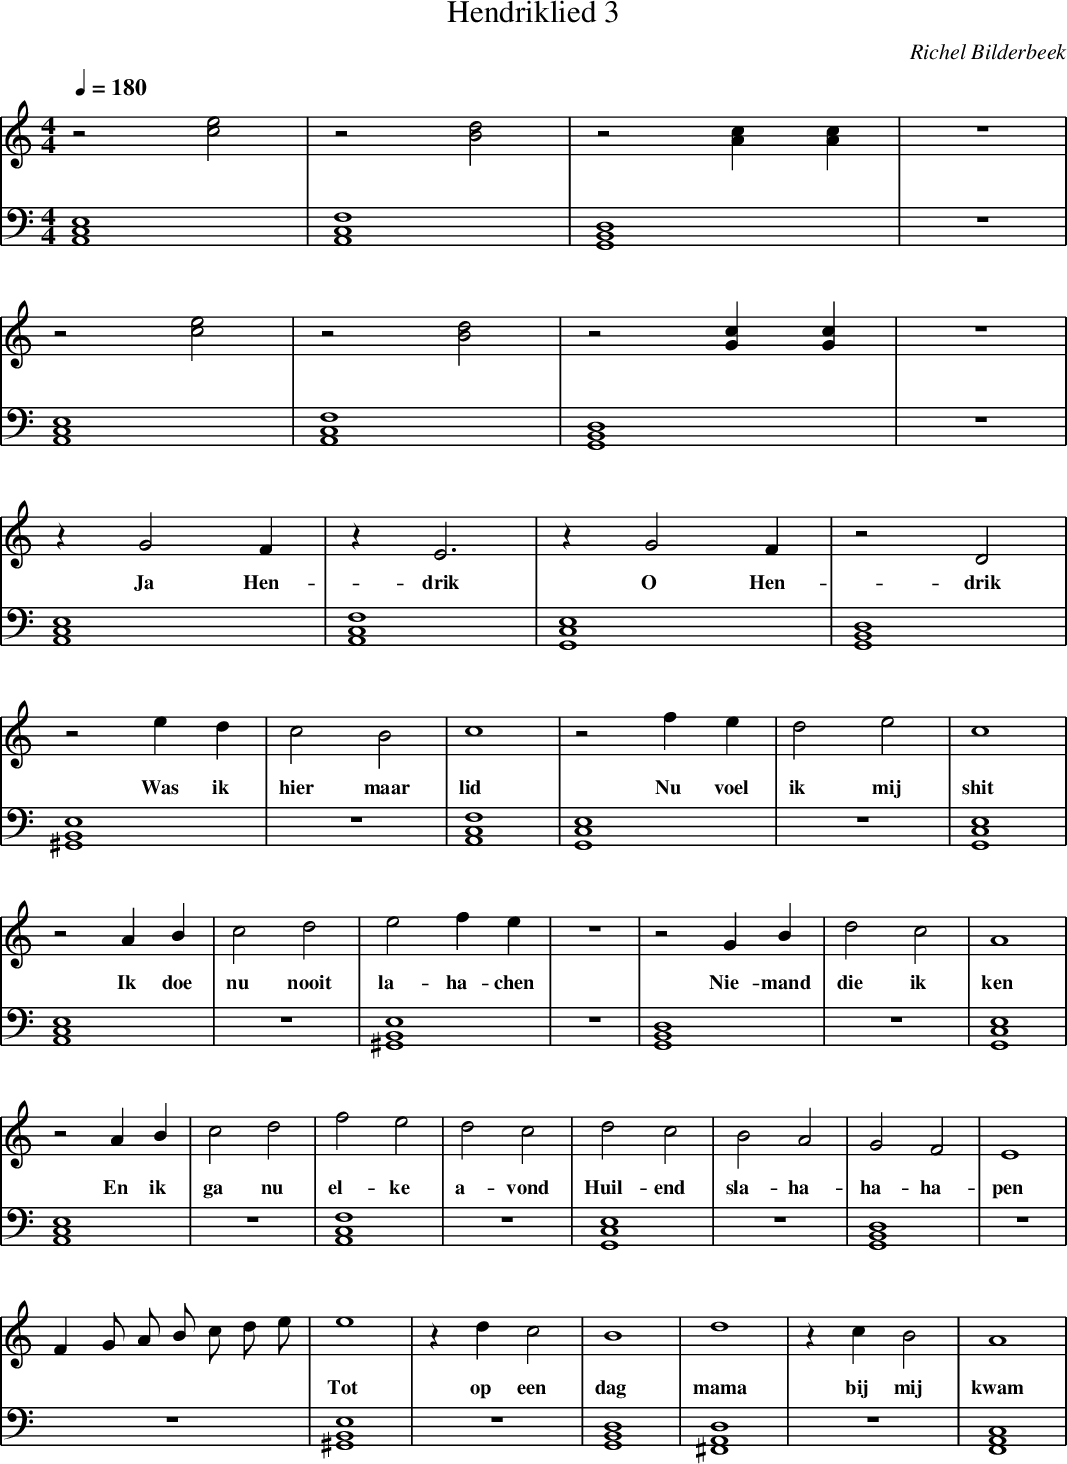 Hendriklied 3
Richel Bilderbeek
= 180
Ja Hen - - drik O Hen - - drik
Was ik hier maar lid Nu voel ik mij shit
Ik doe nu nooit la - ha - chen Nie - mand die ik ken
En ik ga nu el - ke a - vond Huil - end sla - ha - ha - ha - pen
Tot op een dag mama bij mij kwam